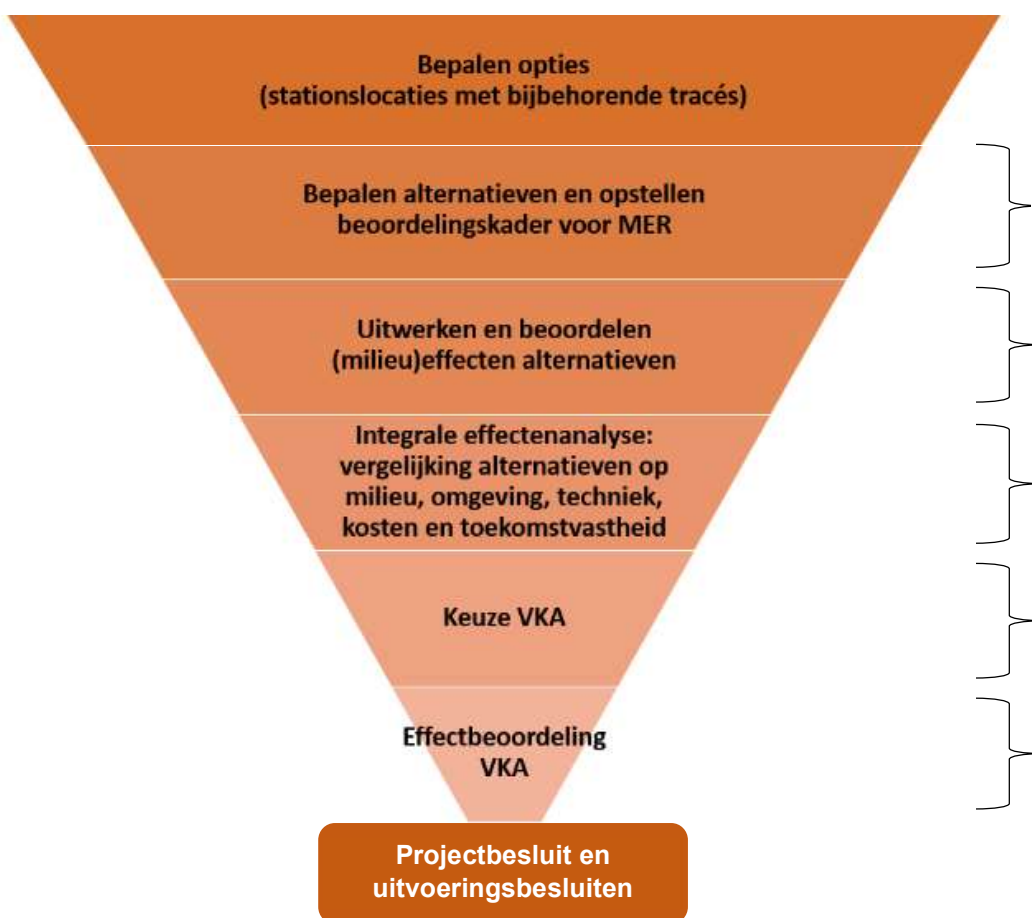 Bepalen opties
(stationslocaties met bijbehorende tracés)
Bepalen alternatieven en opstellen
beoordelingskader voor MER
Uitwerken en beoordelen
(milieu)effecten alternatieven
Integrale effectenanalyse:
vergelijking alternatieven op
milieu, omgeving, techniek,
kosten en toekomstvastheid
Keuze VKA
Effectbeoordeling
VKA
Projectbesluit en
uitvoeringsbesluiten